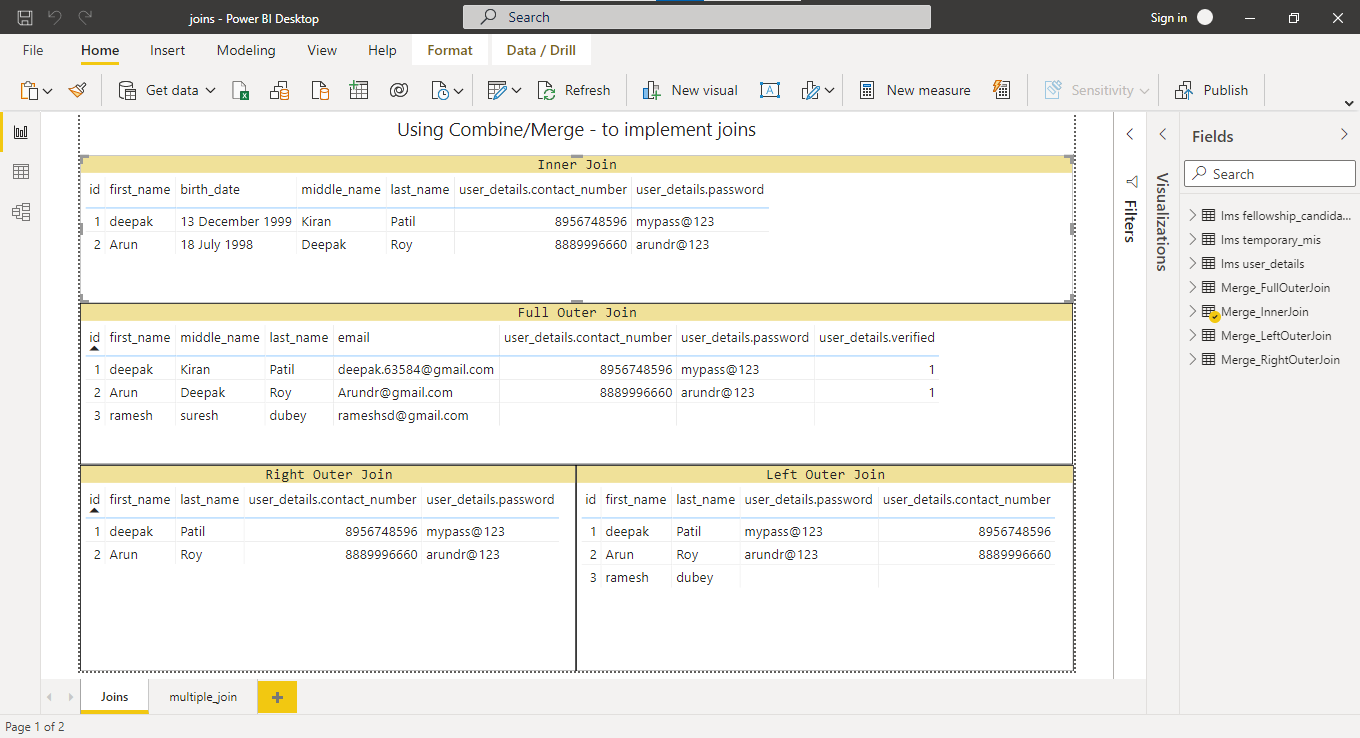 joins - Power BI Desktop
Search
Sign in
File Home Insert Modeling View Help Format Data / Drill
Get data Refresh New visual A New measure Sensitivity Publish
Using Combine/Merge - to implement joins
Inner Join
id first_name birth_date middle_name last_name user_details.contact_number user_details.password
1 deepak 13 December 1999 Kiran Patil 8956748596 mypass@123
2 Arun 18 July 1998 Deepak Roy 8889996660 arundr@123
Full Outer Join
id first_name middle_name last_name email user_details.contact_number user_details.password user_details.verified
1 deepak Kiran Patil deepak.63584@gmail.com 8956748596 mypass@123 1
2 Arun Deepak Roy Arundr@gmail.com 8889996660 arundr@123 1
3 ramesh suresh dubey rameshsd@gmail.com
Right Outer Join
id first_name last_name user_details.contact_number user_details.password
1 deepak Patil 8956748596 mypass@123
2 Arun Roy 8889996660 arundr@123
Left Outer Join
id first_name last_name user_details.password user_details.contact_number
1 deepak Patil mypass@123 8956748596
2 Arun Roy arundr@123 8889996660
3 ramesh dubey
Filters
Visualizations
Fields
Search
lms fellowship_candida...
lms temporary_mis
lms user_details
Merge_FullOuterJoin
Merge_InnerJoin
Merge_LeftOuterJoin
Merge_RightOuterJoin
Joins multiple_join
Page 1 of 2